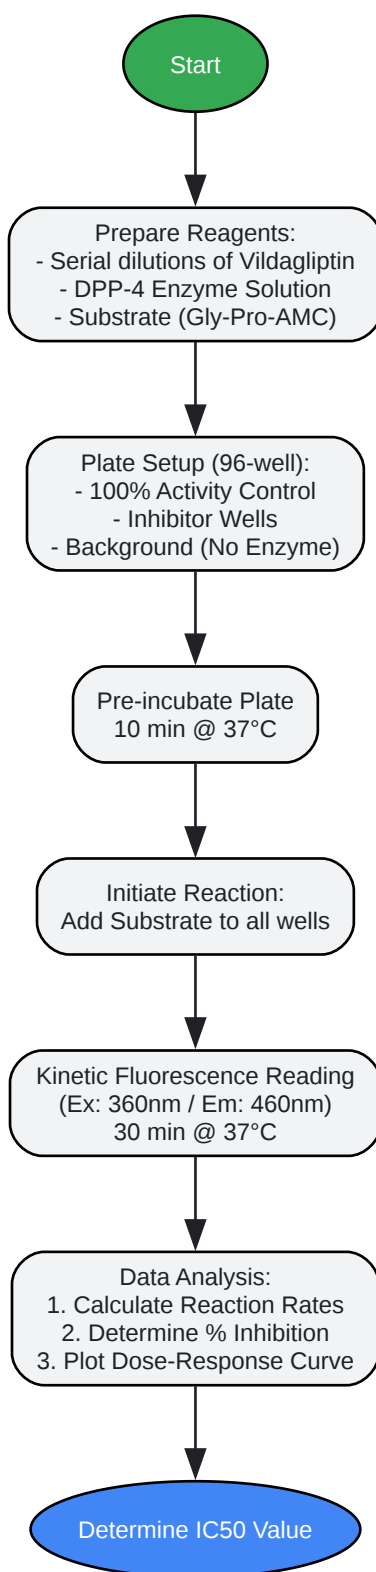 Start
Prepare Reagents:
- Serial dilutions of Vildagliptin
- DPP-4 Enzyme Solution
- Substrate (Gly-Pro-AMC)
Plate Setup (96-well):
- 100% Activity Control
- Inhibitor Wells
- Background (No Enzyme)
Pre-incubate Plate
10 min @ 37°C
Initiate Reaction:
Add Substrate to all wells
Kinetic Fluorescence Reading
(Ex: 360nm / Em: 460nm)
30 min @ 37°C
Data Analysis:
1. Calculate Reaction Rates
2. Determine % Inhibition
3. Plot Dose-Response Curve
Determine IC50 Value